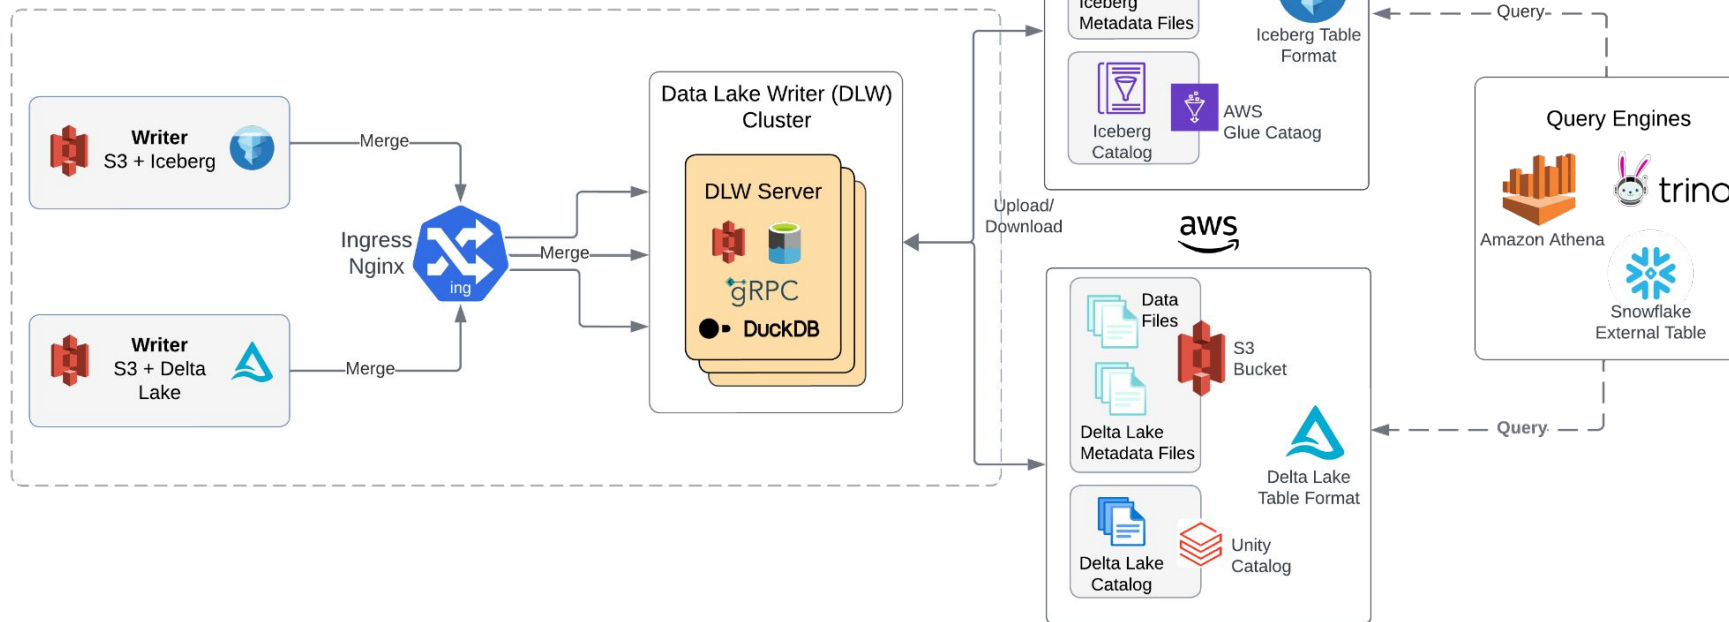 Writer
S3 + Iceberg
Merge
Ingress
Nginx
ing
Merge
Writer
S3 + Delta
Lake
Merge
Data Lake Writer (DLW)
Cluster
DLW Server
gRPC
DuckDB
Upload/
Download
Iceberg
Metadata Files
Iceberg
Catalog
AWS
Glue Cataog
Iceberg Table
Format
aws
Data
Files
S3
Bucket
Delta Lake
Metadata Files
Delta Lake
Table Format
Delta Lake
Catalog
Unity
Catalog
Query
Query Engines
Amazon Athena
trino
Snowflake
External Table
Query